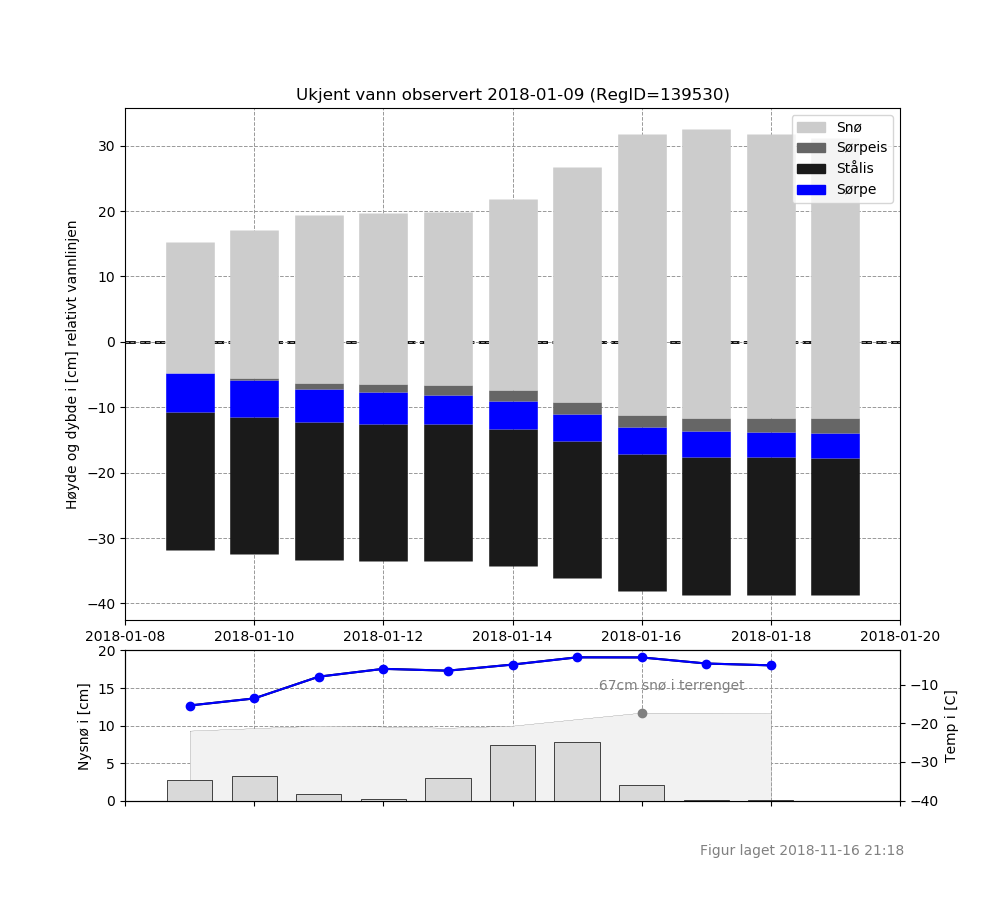 Ukjent vann observert 2018-01-09 (RegID=139530)
Høyde og dybde i [cm] relativt vannlinjen
30
20
10
0
−10
−20
−30
−40
Snø
Sørpeis
Stålis
Sørpe
2018-01-08 2018-01-10 2018-01-12 2018-01-14 2018-01-16 2018-01-18 2018-01-20
Nysnø i [cm]
20
15
10
5
0
67cm snø i terrenget
−10
−20
−30
−40
Temp i [C]
Figur laget 2018-11-16 21:18